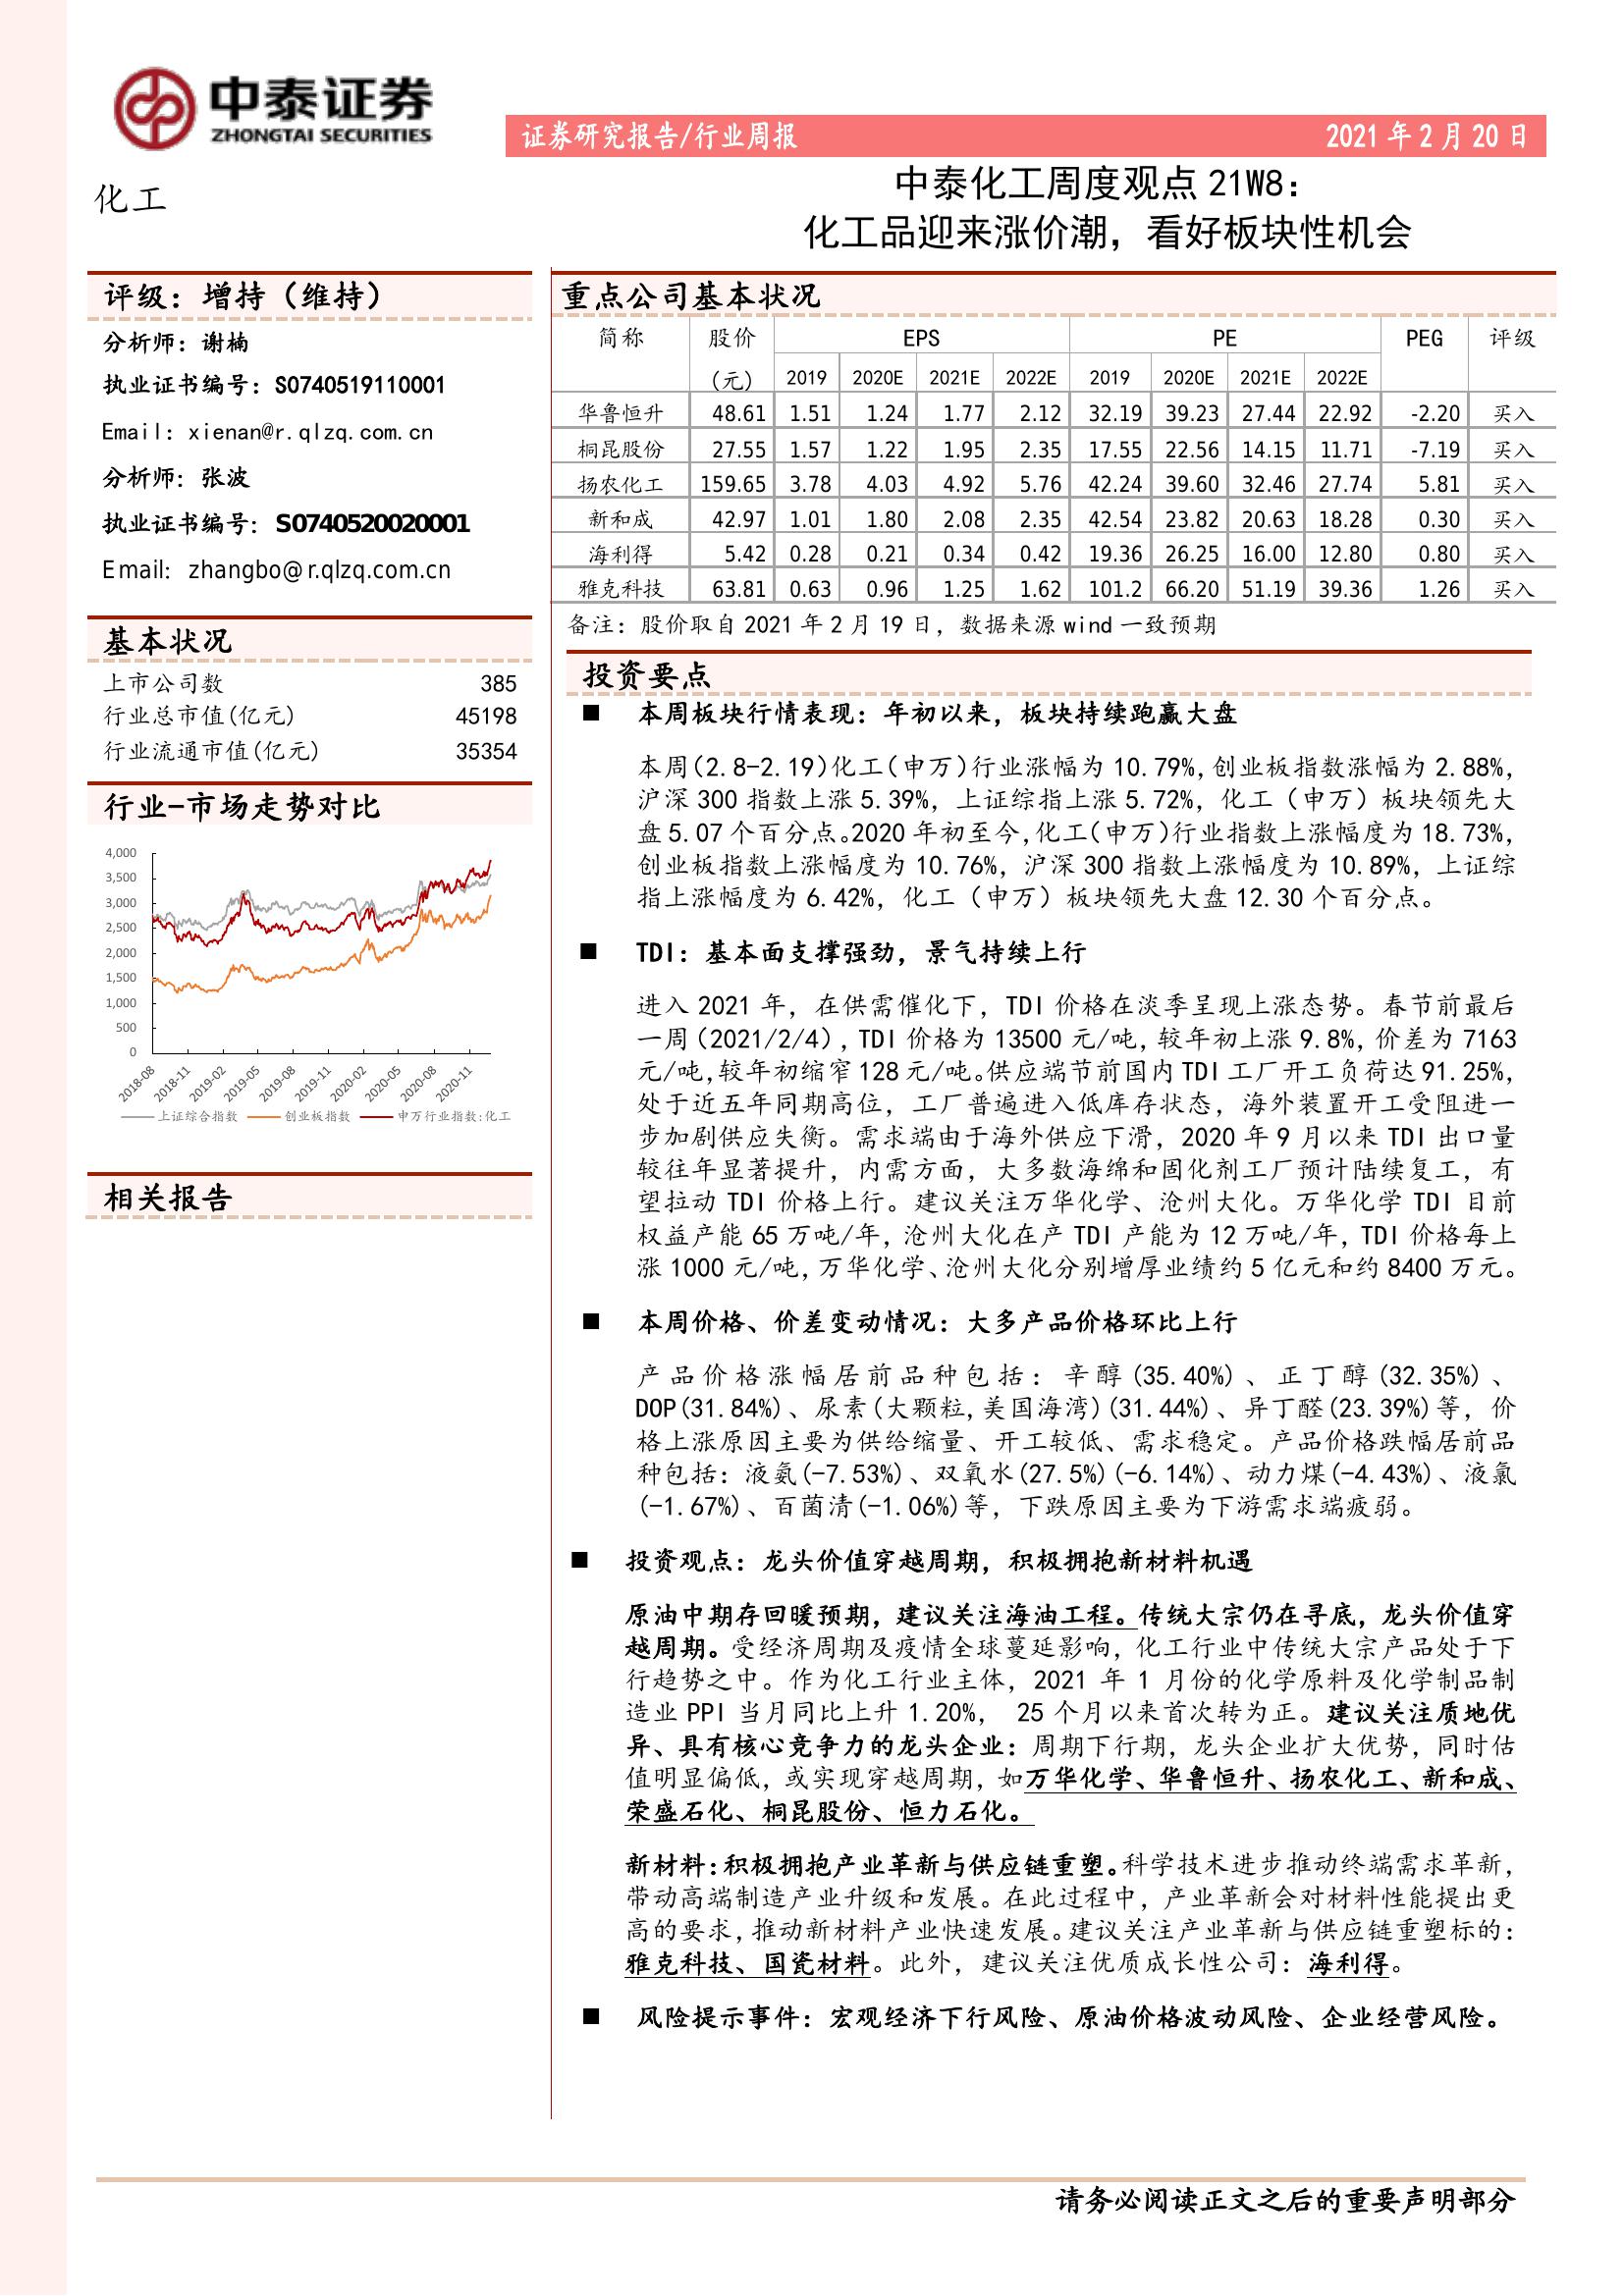 中泰证券
ZHONGTAI SECURITIES
证券研究报告/行业周报 2021 年 2 月 20 日
化工
中泰化工周度观点 21W8:
化工品迎来涨价潮，看好板块性机会
评级：增持（维持）
分析师：谢楠
执业证书编号：S0740519110001
Email：xienan@r.qlzq.com.cn
分析师：张波
执业证书编号：S0740520020001
Email: zhangbo@r.qlzq.com.cn
基本状况
上市公司数 385
行业总市值(亿元) 45198
行业流通市值(亿元) 35354
行业-市场走势对比
4,000
3,500
3,000
2,500
2,000
1,500
1,000
500
0
2018-08 2018-11 2019-02 2019-05 2019-08 2019-11 2020-02 2020-05 2020-08 2020-11
上证综合指数 创业板指数 申万行业指数:化工
相关报告
重点公司基本状况
简称 股价 EPS PE PEG 评级
(元) 2019 2020E 2021E 2022E 2019 2020E 2021E 2022E
华鲁恒升 48.61 1.51 1.24 1.77 2.12 32.19 39.23 27.44 22.92 -2.20 买入
桐昆股份 27.55 1.57 1.22 1.95 2.35 17.55 22.56 14.15 11.71 -7.19 买入
扬农化工 159.65 3.78 4.03 4.92 5.76 42.24 39.60 32.46 27.74 5.81 买入
新和成 42.97 1.01 1.80 2.08 2.35 42.54 23.82 20.63 18.28 0.30 买入
海利得 5.42 0.28 0.21 0.34 0.42 19.36 26.25 16.00 12.80 0.80 买入
雅克科技 63.81 0.63 0.96 1.25 1.62 101.2 66.20 51.19 39.36 1.26 买入
备注：股价取自 2021 年 2 月 19 日，数据来源 wind 一致预期
投资要点
■ 本周板块行情表现：年初以来，板块持续跑赢大盘
本周(2.8-2.19)化工(申万)行业涨幅为 10.79%,创业板指数涨幅为 2.88%,
沪深 300 指数上涨 5.39%，上证综指上涨 5.72%，化工（申万）板块领先大
盘 5.07 个百分点。2020 年初至今,化工(申万)行业指数上涨幅度为 18.73%,
创业板指数上涨幅度为 10.76%，沪深 300 指数上涨幅度为 10.89%，上证综
指上涨幅度为 6.42%，化工（申万）板块领先大盘 12.30 个百分点。
■ TDI：基本面支撑强劲，景气持续上行
进入 2021 年，在供需催化下，TDI 价格在淡季呈现上涨态势。春节前最后
一周(2021/2/4)，TDI 价格为 13500 元/吨，较年初上涨 9.8%，价差为 7163
元/吨,较年初缩窄 128 元/吨。供应端节前国内 TDI 工厂开工负荷达 91.25%,
处于近五年同期高位，工厂普遍进入低库存状态，海外装置开工受阻进一
步加剧供应失衡。需求端由于海外供应下滑，2020 年 9 月以来 TDI 出口量
较往年显著提升，内需方面，大多数海绵和固化剂工厂预计陆续复工，有
望拉动 TDI 价格上行。建议关注万华化学、沧州大化。万华化学 TDI 目前
权益产能 65 万吨/年，沧州大化在产 TDI 产能为 12 万吨/年，TDI 价格每上
涨 1000 元/吨，万华化学、沧州大化分别增厚业绩约 5 亿元和约 8400 万元。
■ 本周价格、价差变动情况：大多产品价格环比上行
产品价格涨幅居前品种包括：辛醇(35.40%)、正丁醇(32.35%)、
DOP(31.84%)、尿素(大颗粒,美国海湾)(31.44%)、异丁醛(23.39%)等，价
格上涨原因主要为供给缩量、开工较低、需求稳定。产品价格跌幅居前品
种包括：液氨(-7.53%)、双氧水(27.5%)(-6.14%)、动力煤(-4.43%)、液氯
(-1.67%)、百菌清(-1.06%)等，下跌原因主要为下游需求端疲弱。
■ 投资观点：龙头价值穿越周期，积极拥抱新材料机遇
原油中期存回暖预期，建议关注海油工程。传统大宗仍在寻底，龙头价值穿
越周期。受经济周期及疫情全球蔓延影响，化工行业中传统大宗产品处于下
行趋势之中。作为化工行业主体，2021 年 1 月份的化学原料及化学制品制
造业 PPI 当月同比上升 1.20%， 25 个月以来首次转为正。建议关注质地优
异、具有核心竞争力的龙头企业：周期下行期，龙头企业扩大优势，同时估
值明显偏低，或实现穿越周期，如万华化学、华鲁恒升、扬农化工、新和成、
荣盛石化、桐昆股份、恒力石化。
新材料:积极拥抱产业革新与供应链重塑。科学技术进步推动终端需求革新，
带动高端制造产业升级和发展。在此过程中，产业革新会对材料性能提出更
高的要求,推动新材料产业快速发展。建议关注产业革新与供应链重塑标的：
雅克科技、国瓷材料。此外，建议关注优质成长性公司：海利得。
■ 风险提示事件：宏观经济下行风险、原油价格波动风险、企业经营风险。
请务必阅读正文之后的重要声明部分